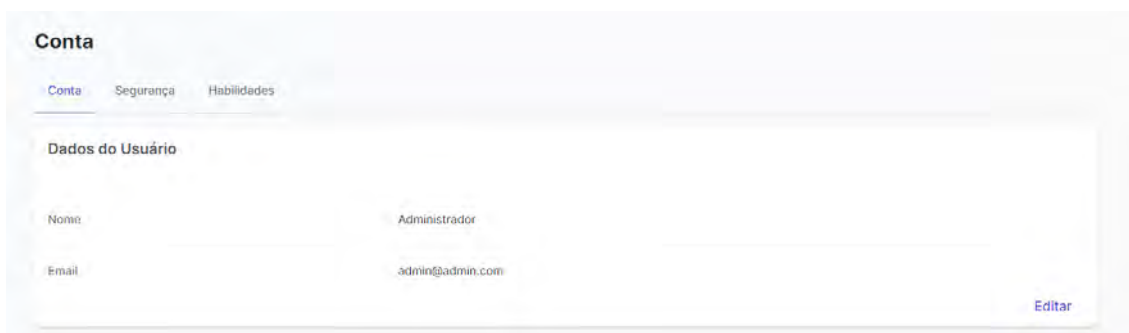 Conta
Conta Segurança Habilidades
Dados do Usuário
Nome Administrador
Email admin@admin.com
Editar